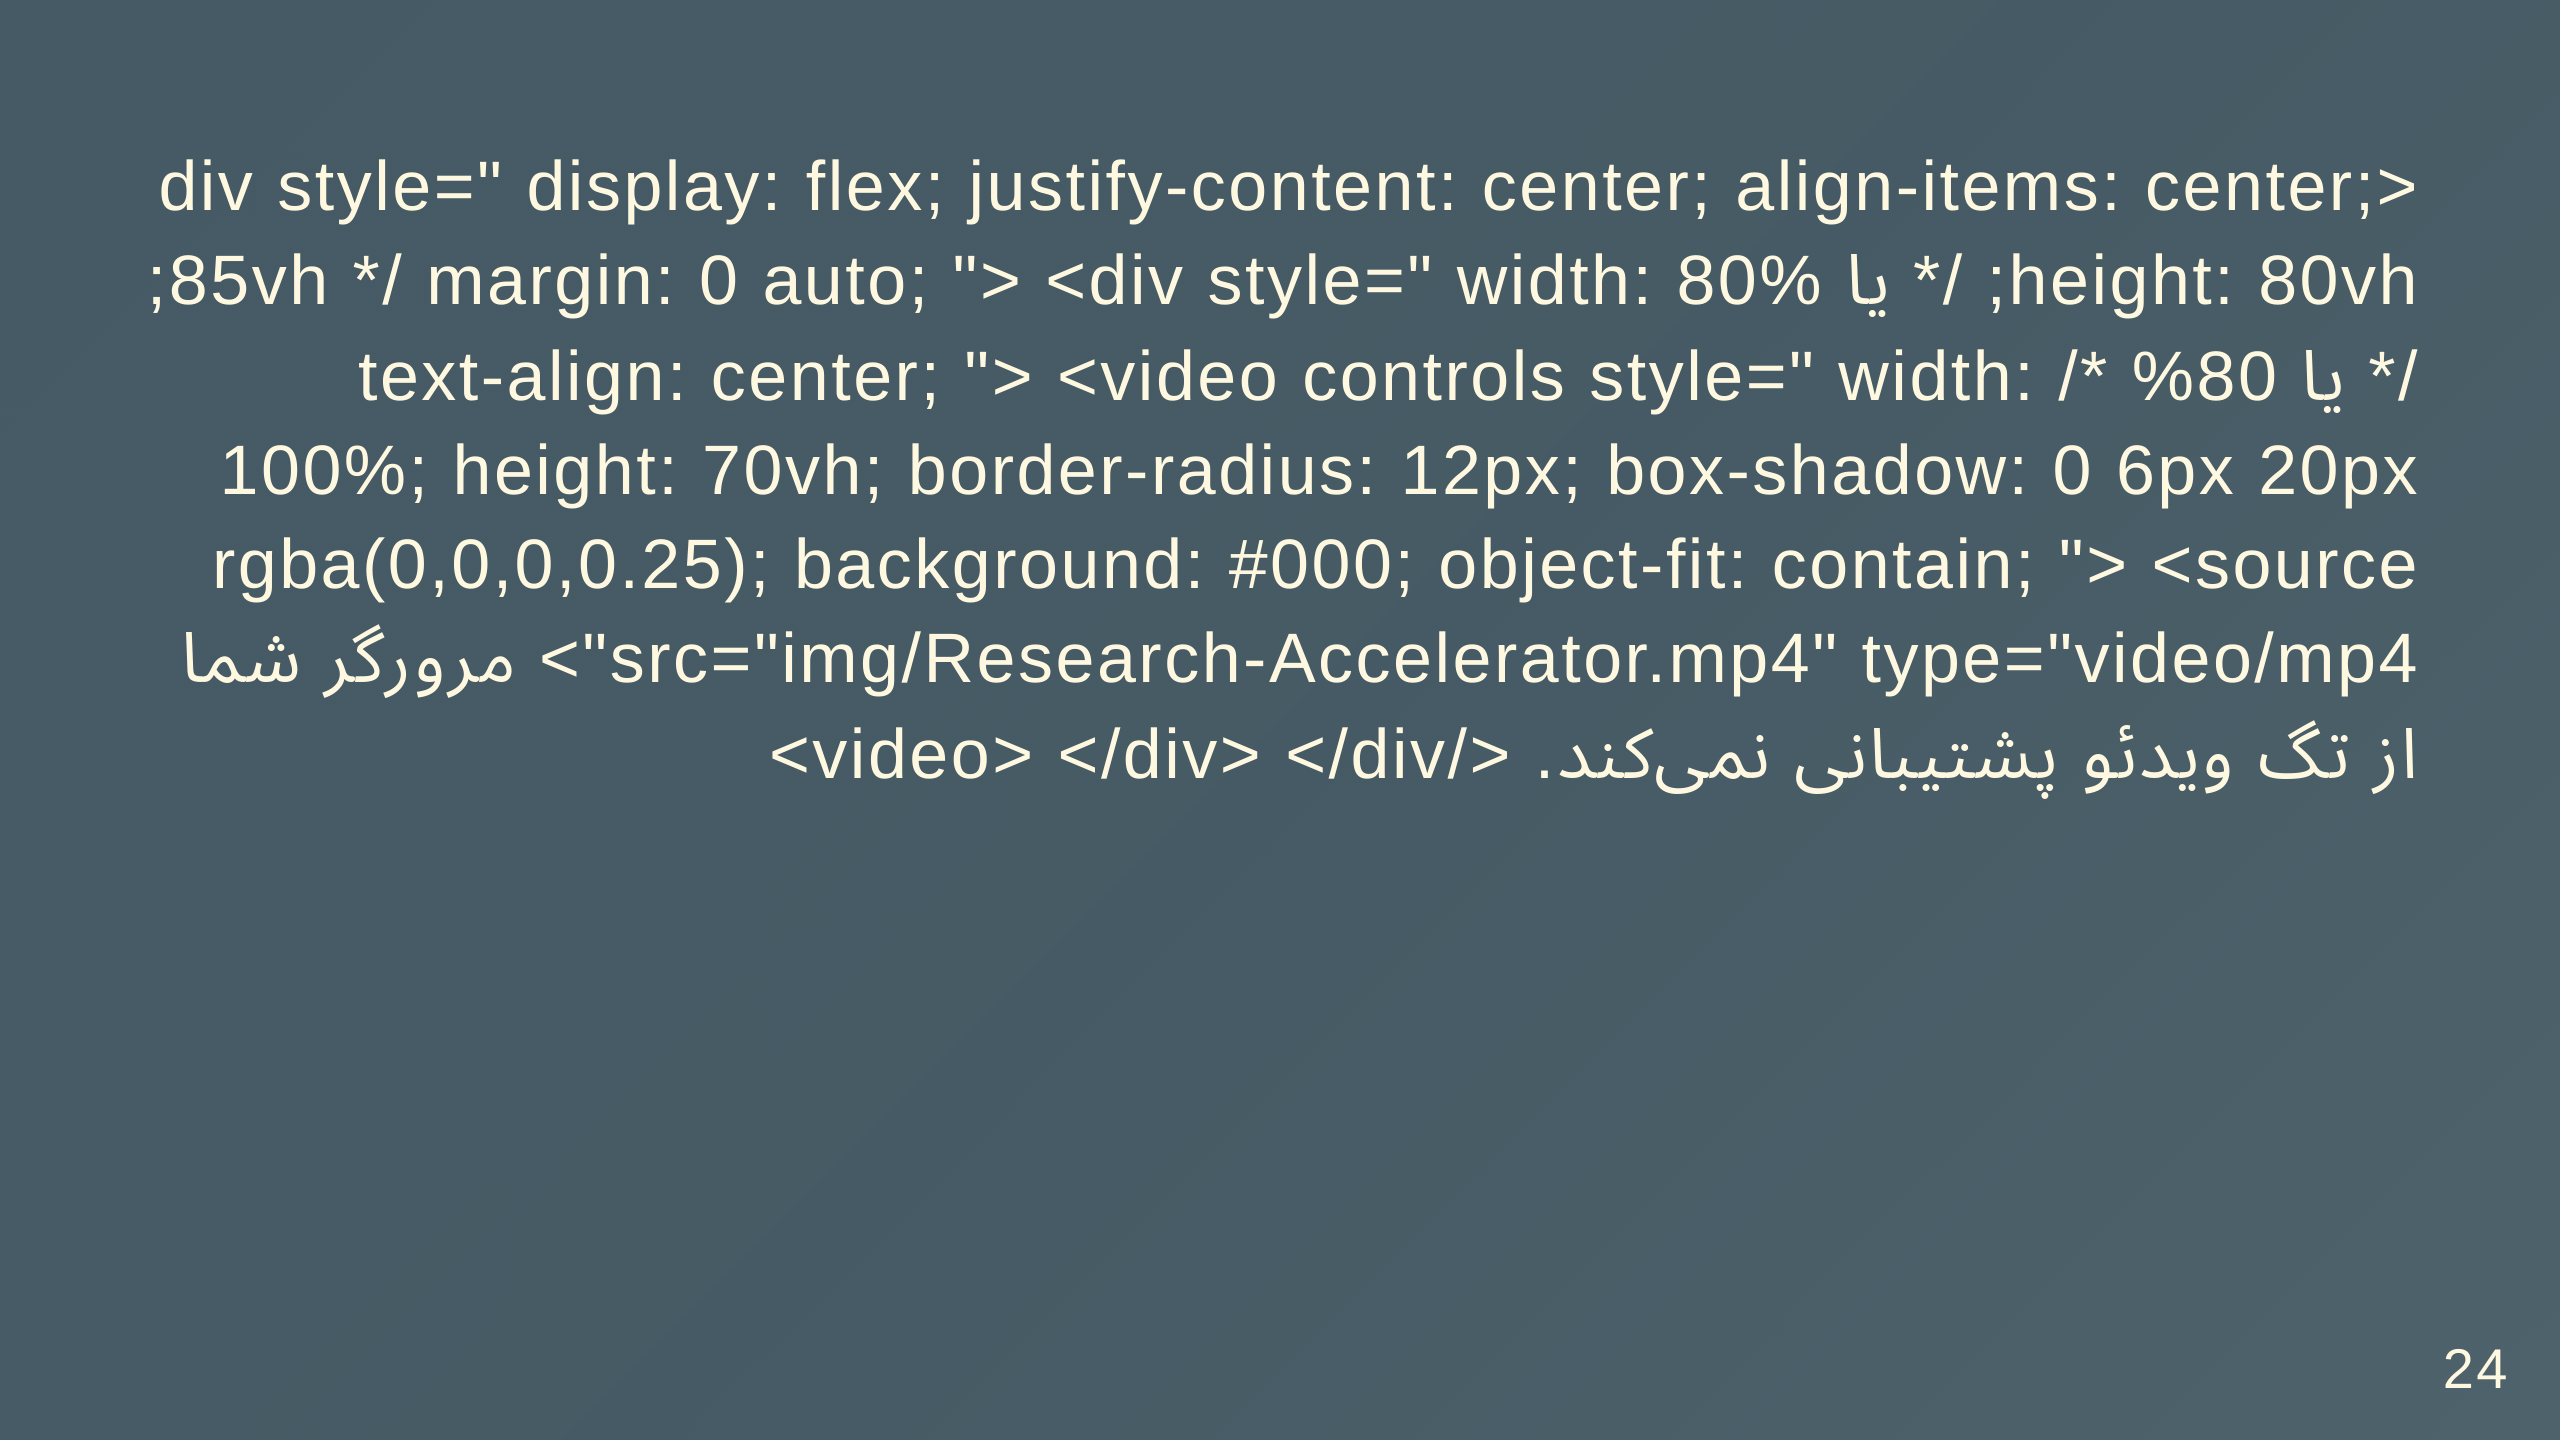 <div style=" display: flex; justify-content: center; align-items: center;
height: 80vh; /* یا 85vh */ margin: 0 auto; "> <div style=" width: 80%;
/* یا 80% */ text-align: center; "> <video controls style=" width:
100%; height: 70vh; border-radius: 12px; box-shadow: 0 6px 20px
rgba(0,0,0,0.25); background: #000; object-fit: contain; "> <source
src="img/Research-Accelerator.mp4" type="video/mp4"> مرورگر شما
از تگ ویدئو پشتیبانی نمی‌کند. </video> </div> </div>
24